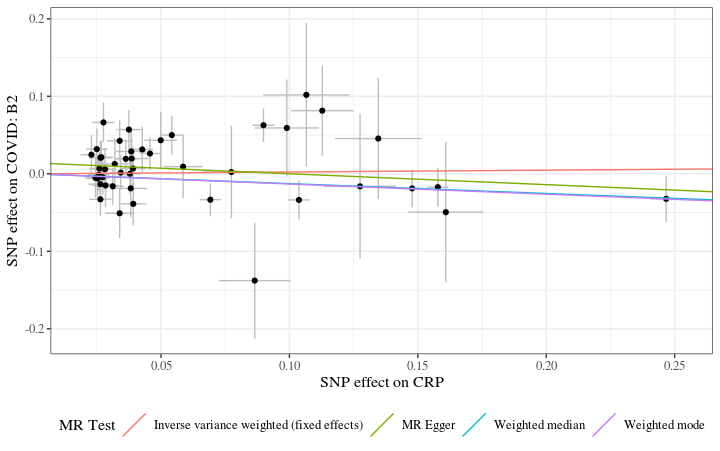 0.2
0.1
0.0
-0.1
-0.2
SNP effect on COVID: B2
0.05
0.10
0.15
0.20
0.25
SNP effect on CRP
MR Test
Inverse variance weighted (fixed effects)
MR Egger
Weighted median
Weighted mode